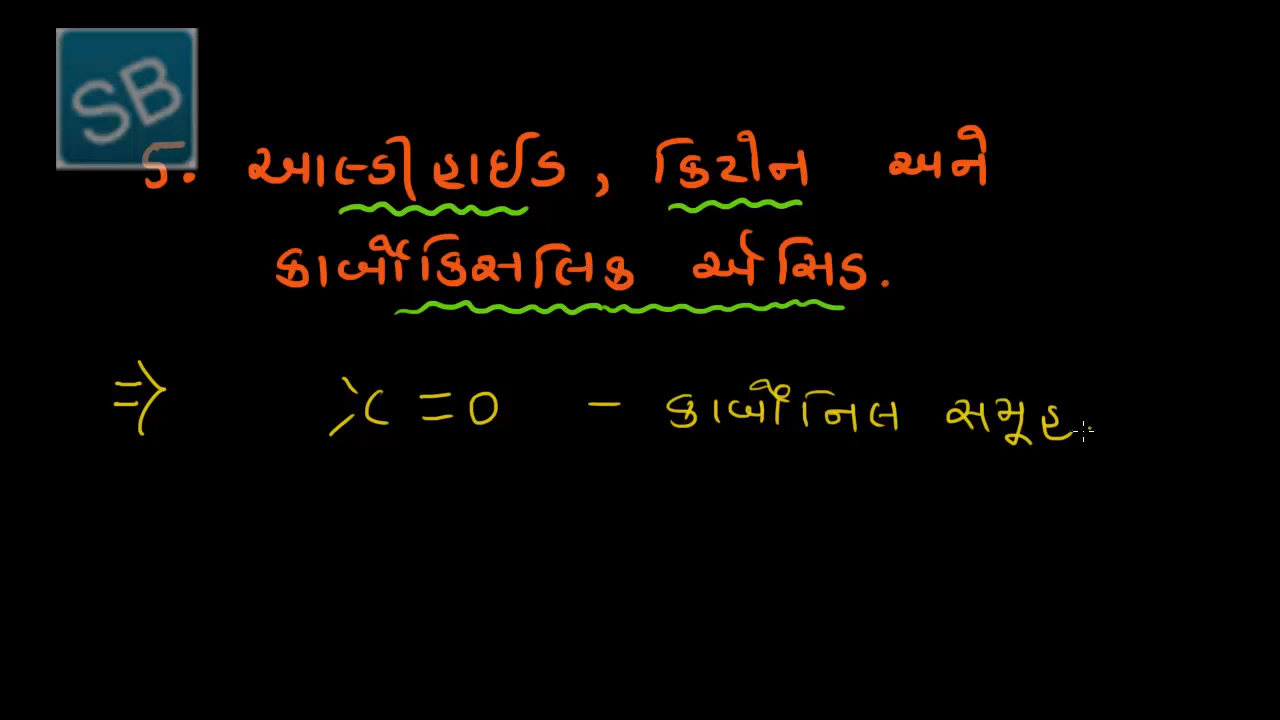 SB
5. આલ્ડીહાઈડ, કિટોન અને
કાર્બોક્સિલિક એસિડ.
⇒ >C=O - કાર્બોનિલ સમૂહ.